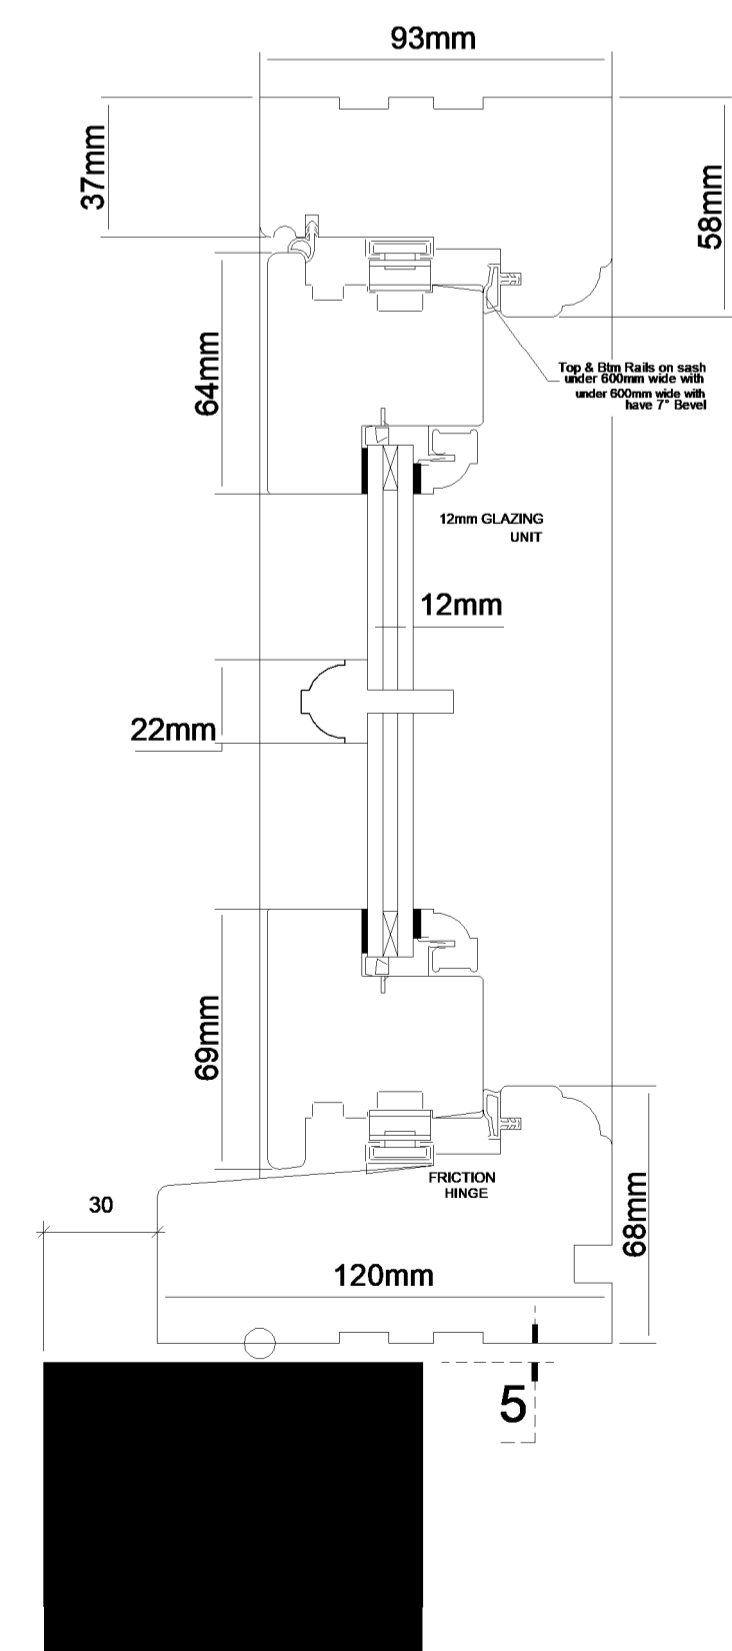 93mm
37mm
58mm
64mm
Top & Btm Rails on sash
under 600mm wide with
under 600mm wide with
have 7° Bevel
12mm GLAZING
UNIT
12mm
22mm
69mm
FRICTION
HINGE
30
68mm
120mm
5